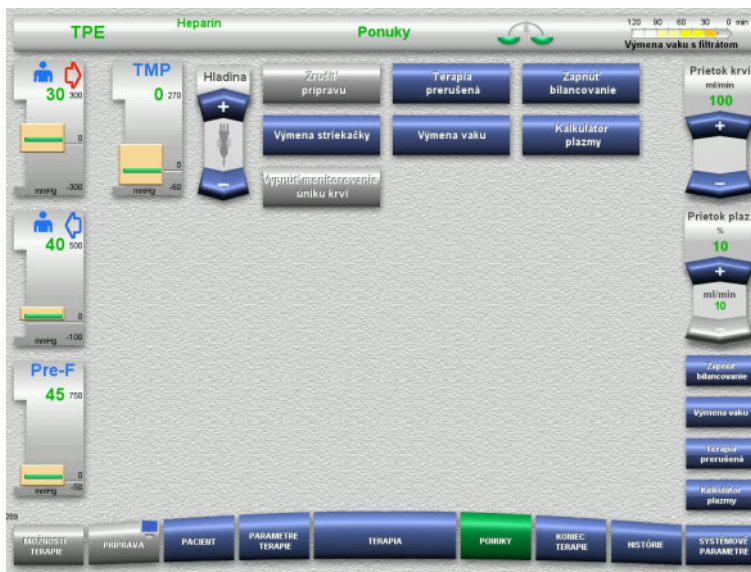 TPE
Heparín
Ponuky
120 90 60 30 0 min
Výmena vaku s filtrátom
30 300
0
-300
mmHg
TMP
0 270
0
-60
mmHg
Hladina
+
−
Zrušiť
prípravu
Terapia
prerušená
Zapnúť
bilancovanie
Výmena striekačky
Výmena vaku
Kalkulátor
plazmy
Vypnúť monitorovanie
úniku krvi
Prietok krvi
ml/min
100
+
−
40 500
0
-100
mmHg
Prietok plaz.
%
10
+
ml/min
10
−
Pre-F
45 750
0
-50
mmHg
Zapnúť
bilancovanie
Výmena vaku
Terapia
prerušená
Kalkulátor
plazmy
289
MOŽNOSTI
TERAPIE
PRÍPRAVA
PACIENT
PARAMETRE
TERAPIE
TERAPIA
PONUKY
KONIEC
TERAPIE
HISTÓRIE
SYSTÉMOVÉ
PARAMETRE